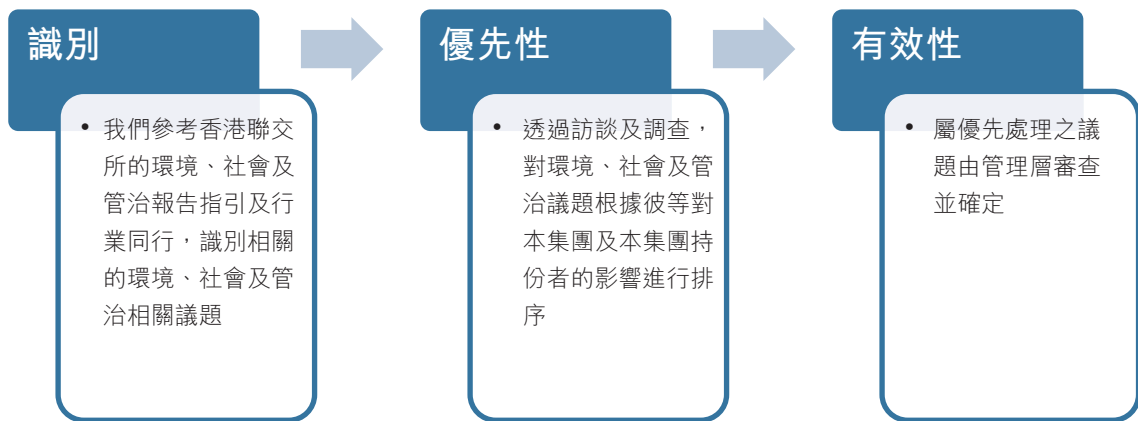 識別
• 我們參考香港聯交
所的環境、社會及
管治報告指引及行
業同行，識別相關
的環境、社會及管
治相關議題
優先性
• 透過訪談及調查，
對環境、社會及管
治議題根據彼等對
本集團及本集團持
份者的影響進行排
序
有效性
• 屬優先處理之議
題由管理層審查
並確定